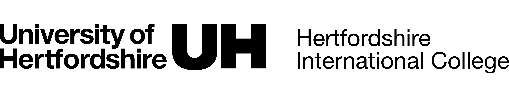 University of
Hertfordshire
UH
Hertfordshire
International College